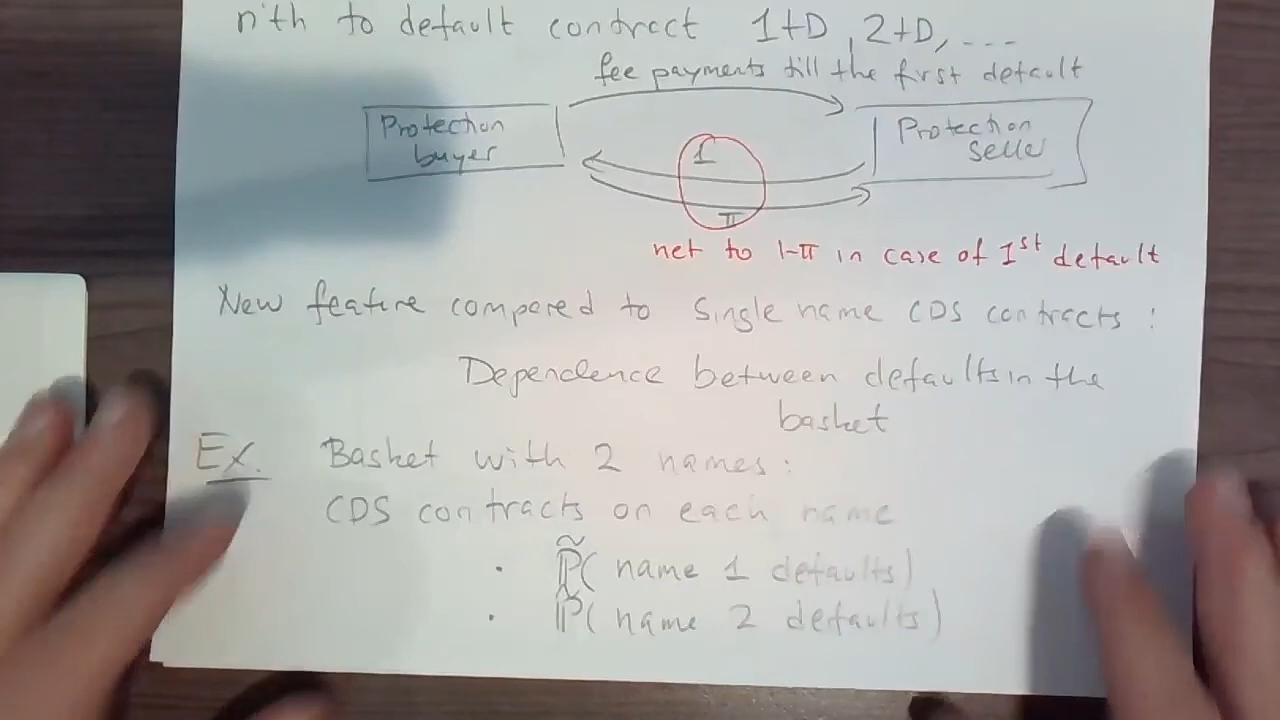 n'th to default contract 1tD, 2tD, ...
fee payments till the first default
Protection buyer
Protection seller
1
π
net to 1-π in case of 1st default
New feature compared to single name CDS contracts :
Dependence between defaults in the
basket
Ex. Basket with 2 names :
CDS contracts on each name
· P̃( name 1 defaults)
· P̃( name 2 defaults)